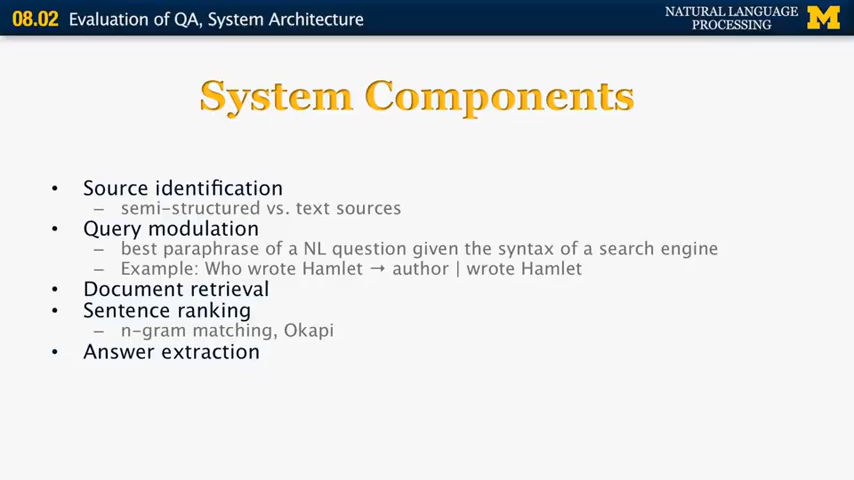 08.02 Evaluation of QA, System Architecture
NATURAL LANGUAGE
PROCESSING
M
System Components
• Source identification
– semi-structured vs. text sources
• Query modulation
– best paraphrase of a NL question given the syntax of a search engine
– Example: Who wrote Hamlet → author | wrote Hamlet
• Document retrieval
• Sentence ranking
– n-gram matching, Okapi
• Answer extraction